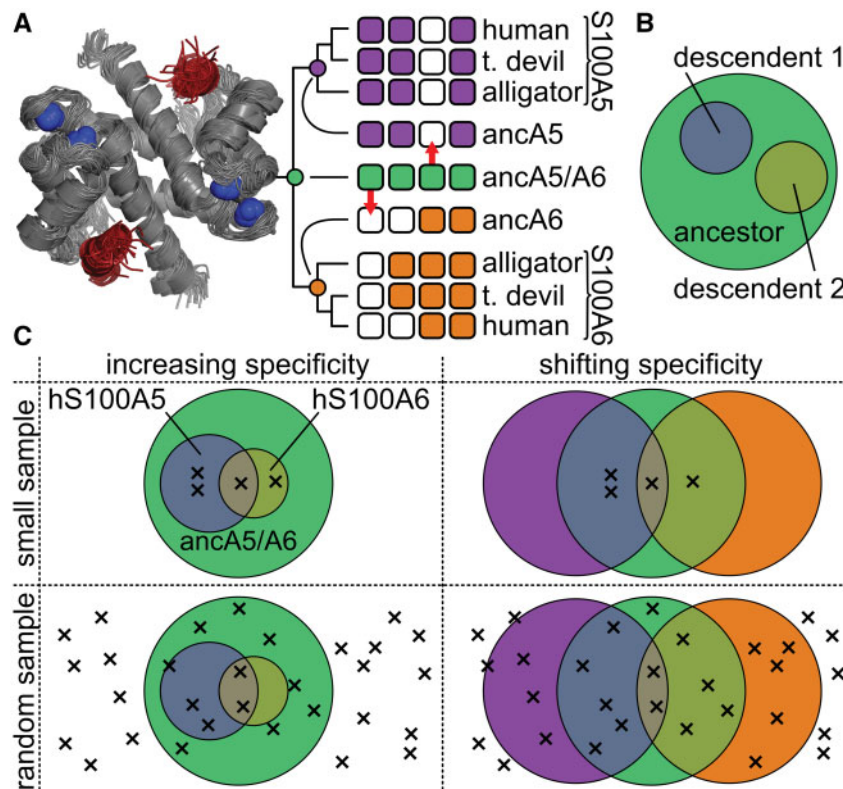 A
human
t. devil
alligator
S100A5
ancA5
ancA5/A6
ancA6
alligator
t. devil
human
S100A6
B
descendent 1
ancestor
descendent 2
C
increasing specificity
shifting specificity
small sample
hS100A5
hS100A6
ancA5/A6
random sample